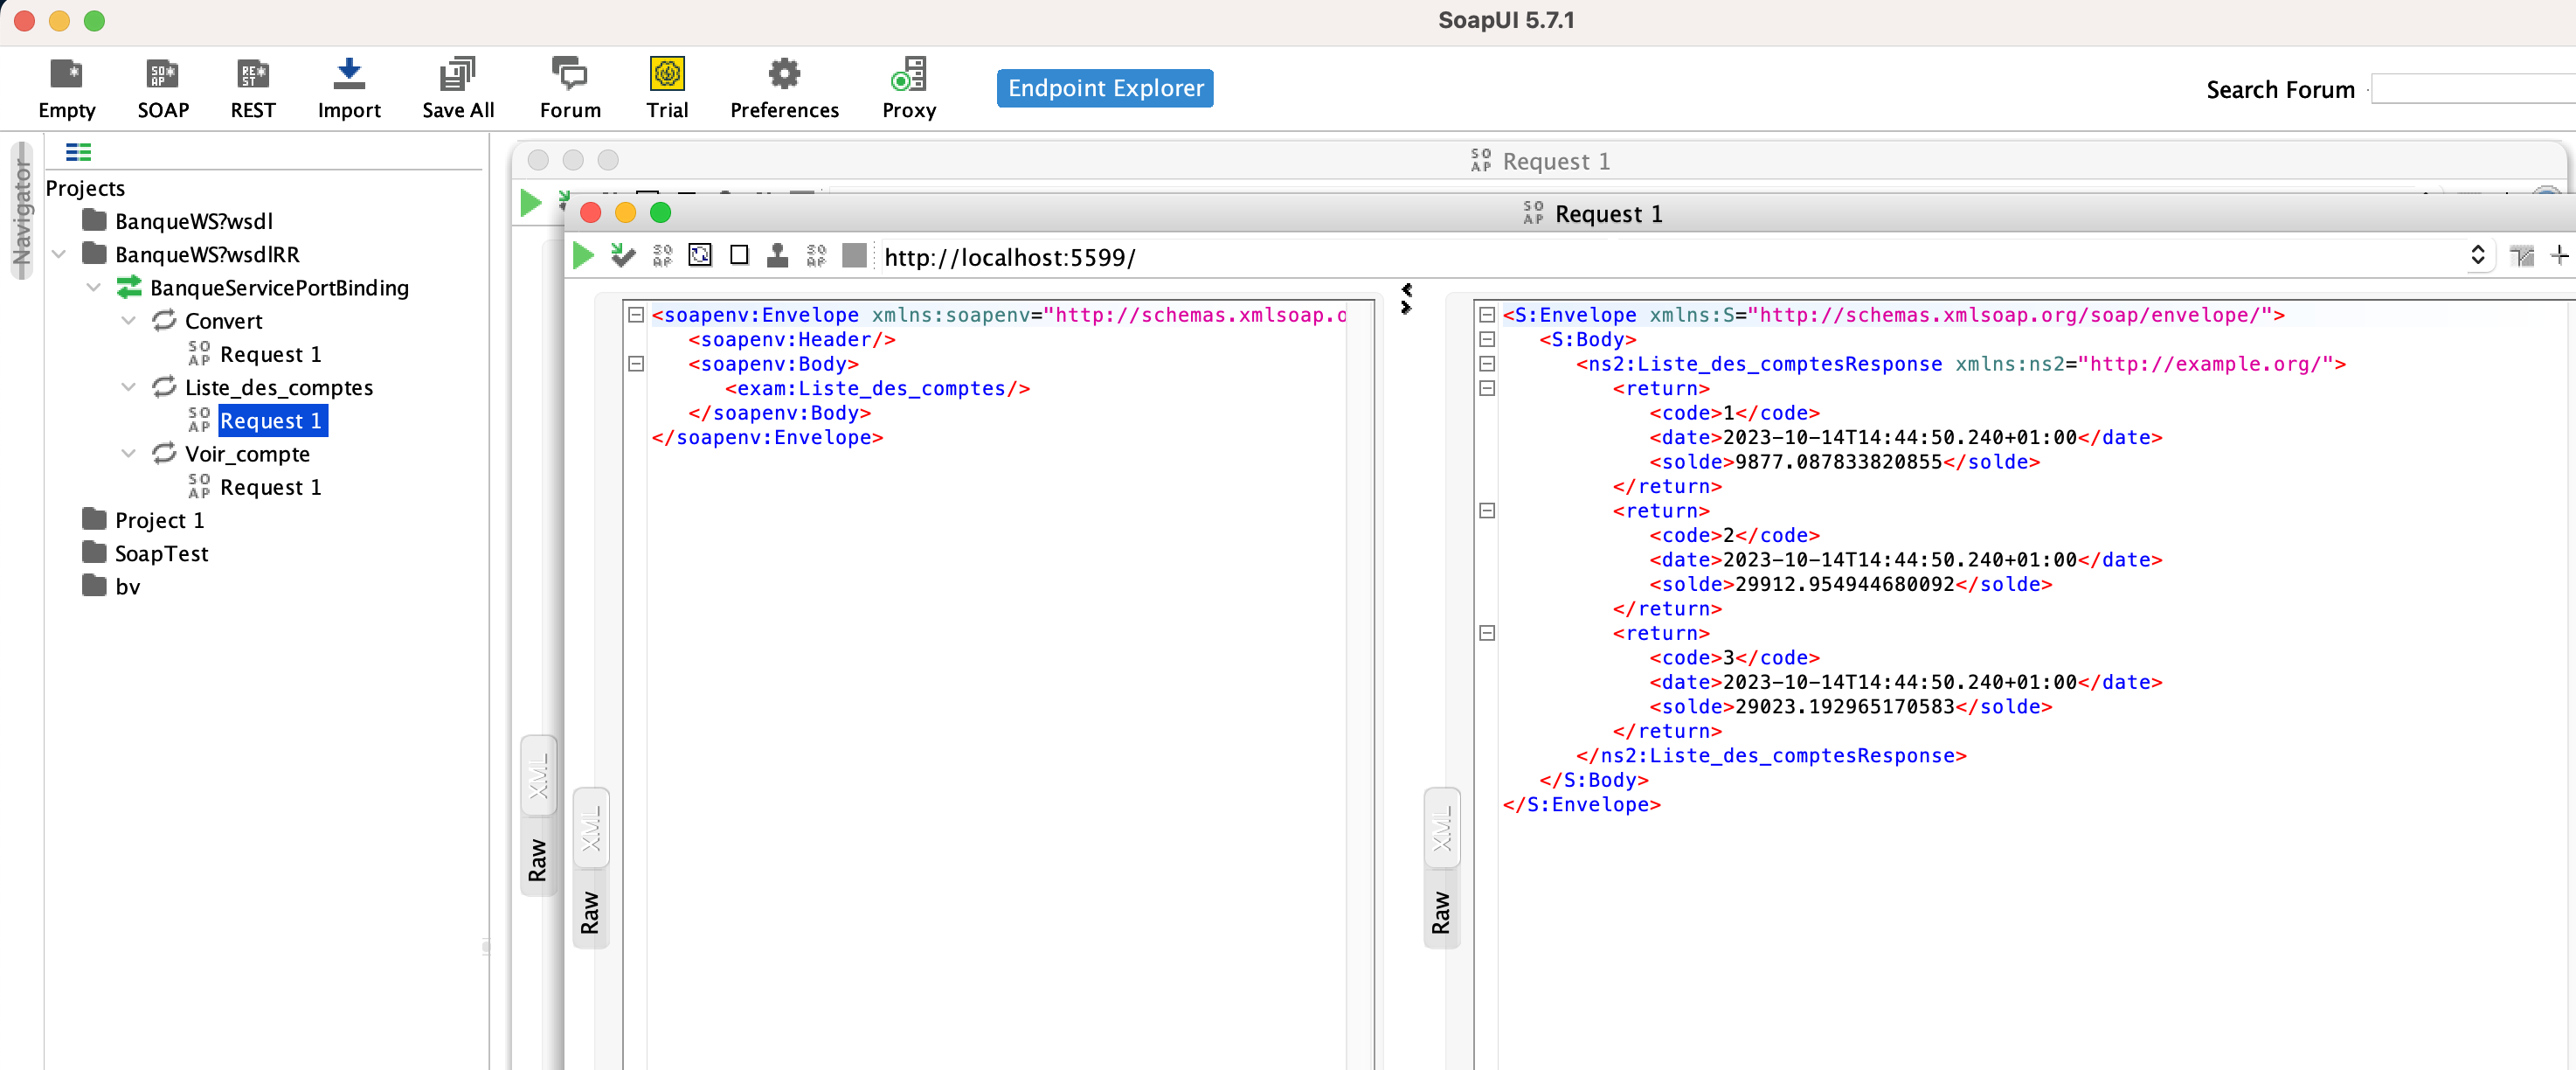 SoapUI 5.7.1
Empty SOAP REST Import Save All Forum Trial Preferences Proxy Endpoint Explorer Search Forum
Navigator
Projects
BanqueWS?wsdl
BanqueWS?wsdlRR
BanqueServicePortBinding
Convert
SOAP Request 1
Liste_des_comptes
SOAP Request 1
Voir_compte
SOAP Request 1
Project 1
SoapTest
bv
SOAP Request 1
XML
Raw
SOAP Request 1
http://localhost:5599/
<soapenv:Envelope xmlns:soapenv="http://schemas.xmlsoap.o
<soapenv:Header/>
<soapenv:Body>
<exam:Liste_des_comptes/>
</soapenv:Body>
</soapenv:Envelope>
XML
Raw
<S:Envelope xmlns:S="http://schemas.xmlsoap.org/soap/envelope/">
<S:Body>
<ns2:Liste_des_comptesResponse xmlns:ns2="http://example.org/">
<return>
<code>1</code>
<date>2023-10-14T14:44:50.240+01:00</date>
<solde>9877.087833820855</solde>
</return>
<return>
<code>2</code>
<date>2023-10-14T14:44:50.240+01:00</date>
<solde>29912.954944680092</solde>
</return>
<return>
<code>3</code>
<date>2023-10-14T14:44:50.240+01:00</date>
<solde>29023.192965170583</solde>
</return>
</ns2:Liste_des_comptesResponse>
</S:Body>
</S:Envelope>
XML
Raw